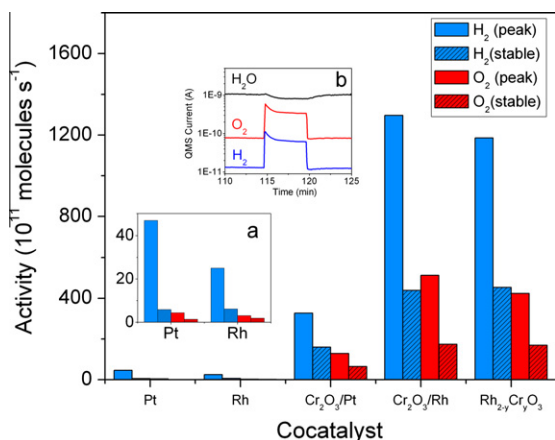 1800
1200
800
400
0
Activity (10¹¹ molecules s⁻¹)
H₂ (peak)
H₂(stable)
O₂ (peak)
O₂(stable)
b
H₂O
O₂
H₂
1E-9
1E-10
1E-11
QMS Current (A)
110 115 120 125
Time (min)
a
40
20
0
Pt Rh
Pt Rh Cr₂O₃/Pt Cr₂O₃/Rh Rh₂₋yCryO₃
Cocatalyst